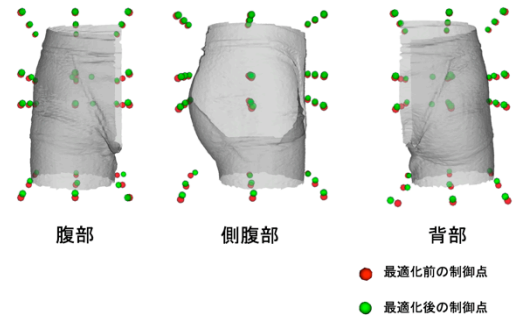 腹部
側腹部
背部
最適化前の制御点
最適化後の制御点